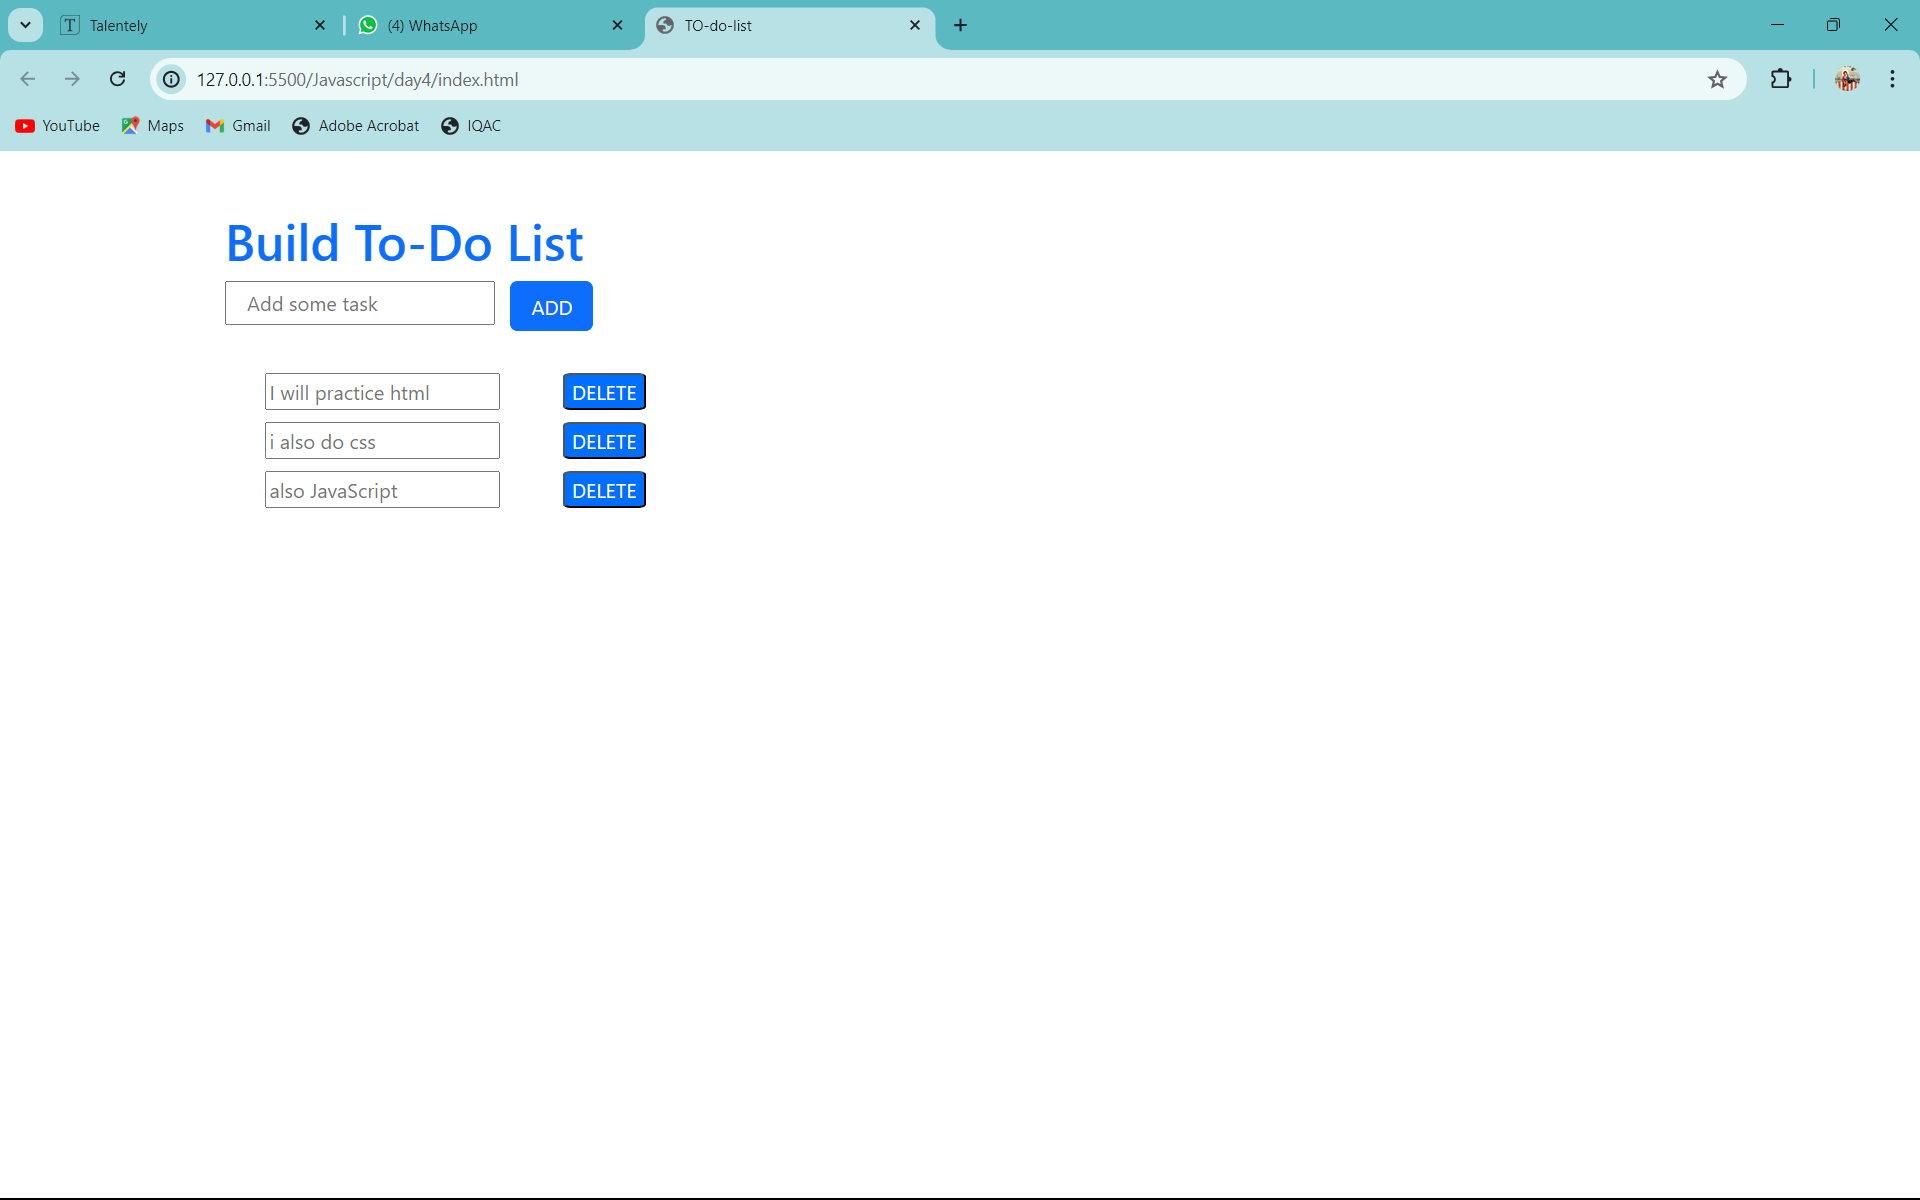 Talentely
(4) WhatsApp
TO-do-list
127.0.0.1:5500/Javascript/day4/index.html
YouTube Maps Gmail Adobe Acrobat IQAC
Build To-Do List
Add some task ADD
I will practice html DELETE
i also do css DELETE
also JavaScript DELETE